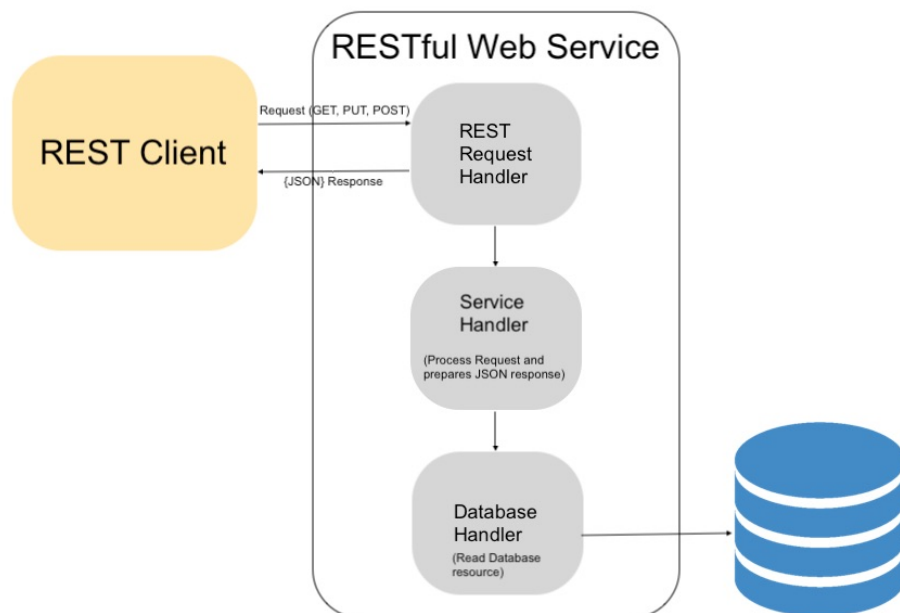 RESTful Web Service
REST Client
Request (GET, PUT, POST)
{JSON} Response
REST
Request
Handler
Service
Handler
(Process Request and
prepares JSON response)
Database
Handler
(Read Database
resource)